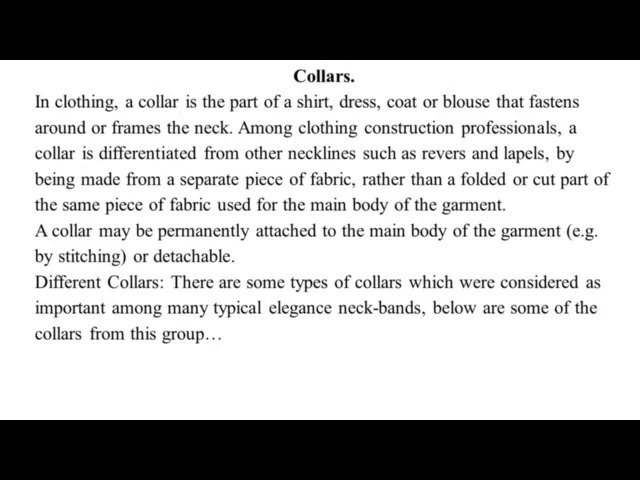 Collars.
In clothing, a collar is the part of a shirt, dress, coat or blouse that fastens
around or frames the neck. Among clothing construction professionals, a
collar is differentiated from other necklines such as revers and lapels, by
being made from a separate piece of fabric, rather than a folded or cut part of
the same piece of fabric used for the main body of the garment.
A collar may be permanently attached to the main body of the garment (e.g.
by stitching) or detachable.
Different Collars: There are some types of collars which were considered as
important among many typical elegance neck-bands, below are some of the
collars from this group…